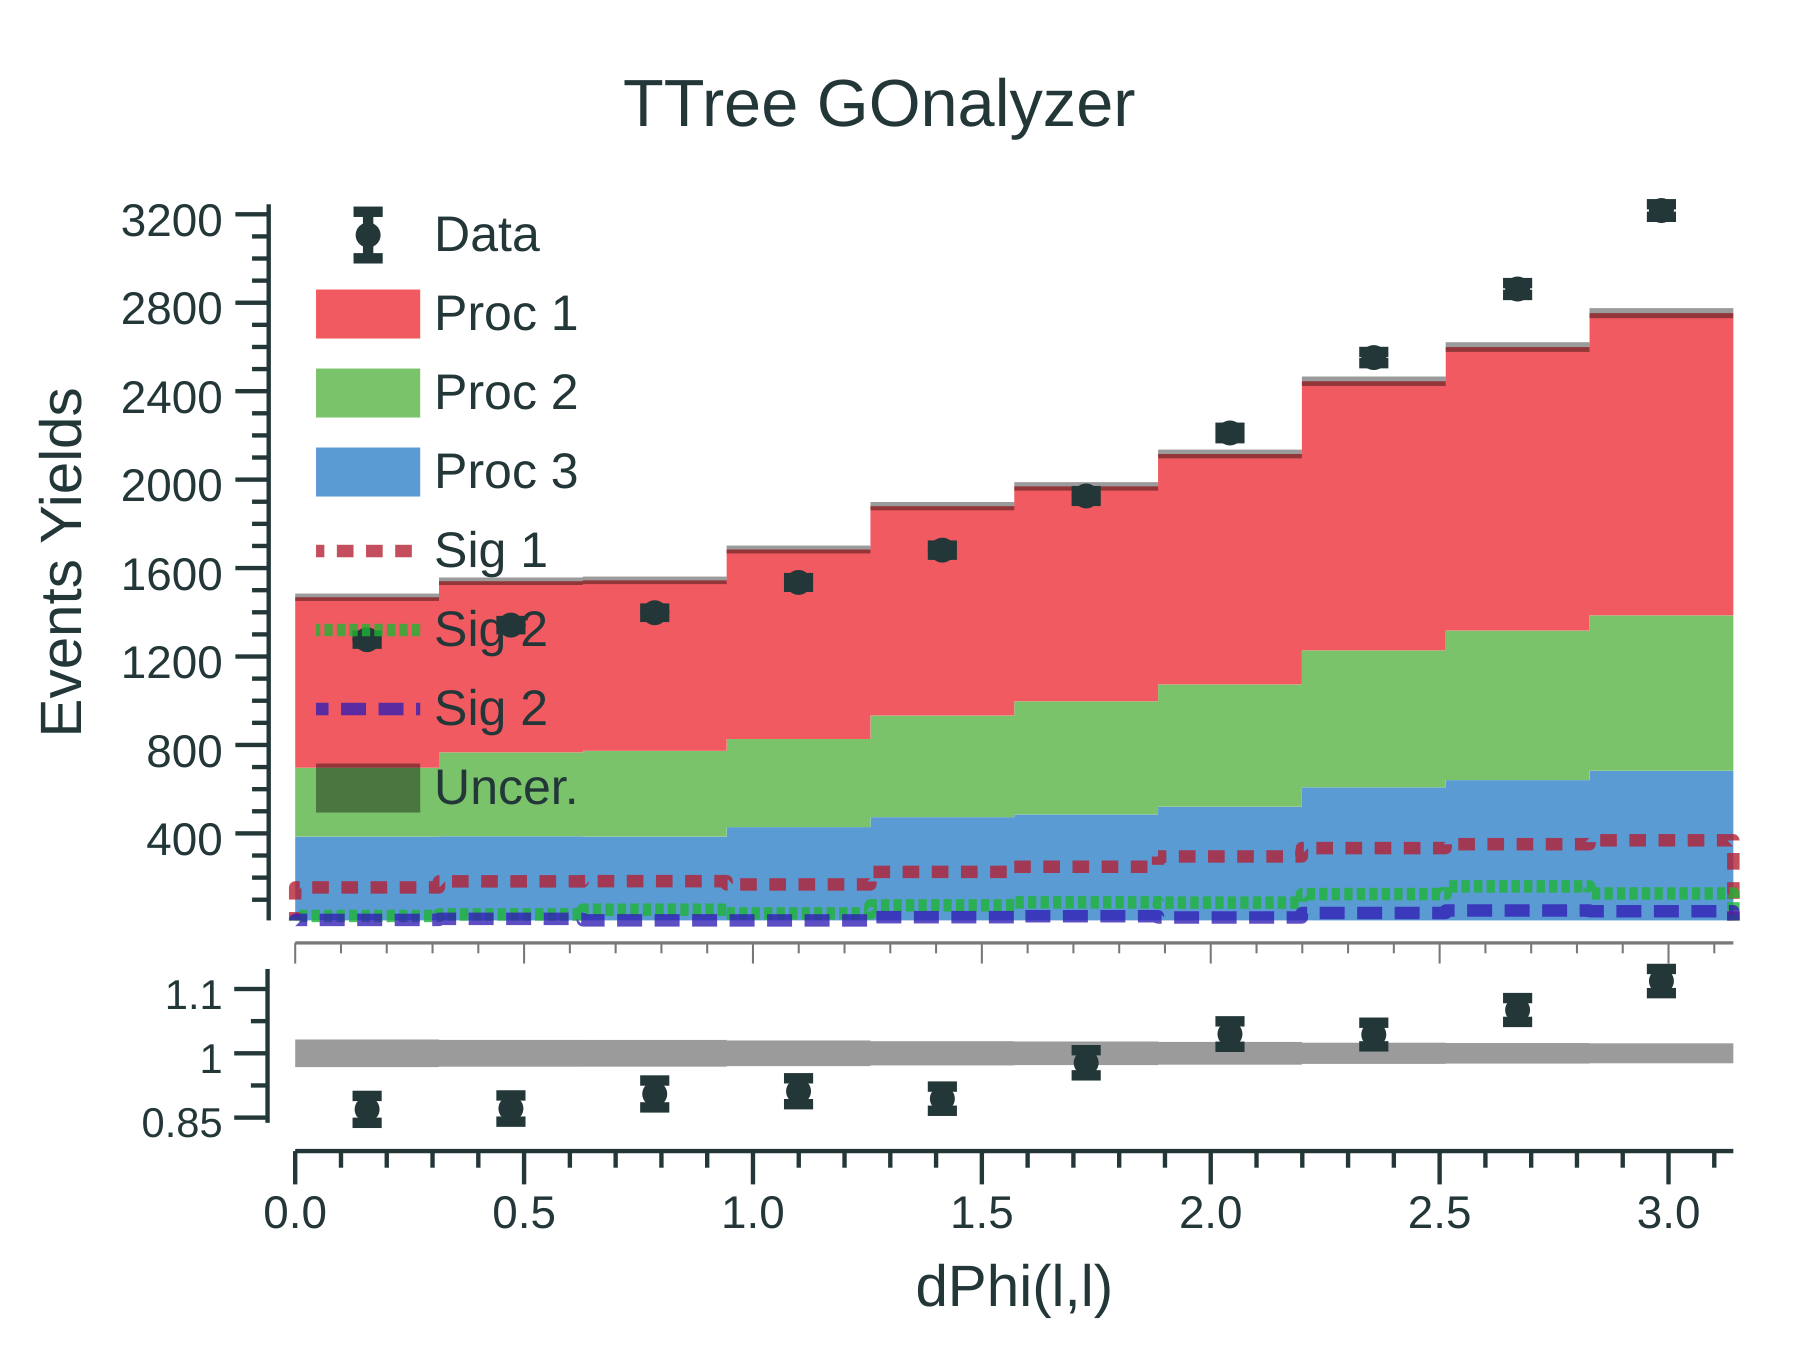 TTree GOnalyzer
Events Yields
3200
2800
2400
2000
1600
1200
800
400
Data
Proc 1
Proc 2
Proc 3
Sig 1
Sig 2
Sig 2
Uncer.
1.1
1
0.85
0.0 0.5 1.0 1.5 2.0 2.5 3.0
dPhi(l,l)